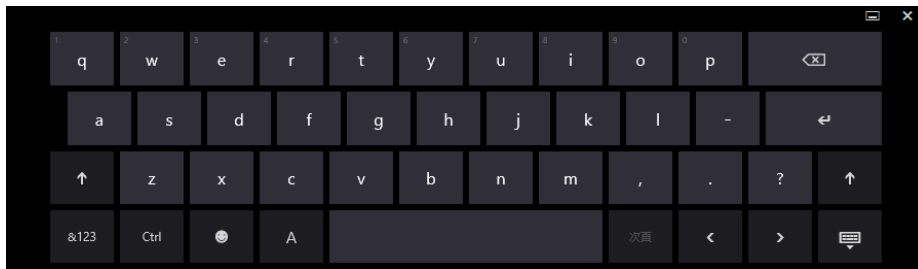 1 2 3 4 5 6 7 8 9 0
q w e r t y u i o p
a s d f g h j k l -
z x c v b n m , . ?
&123 Ctrl A 次頁 < >